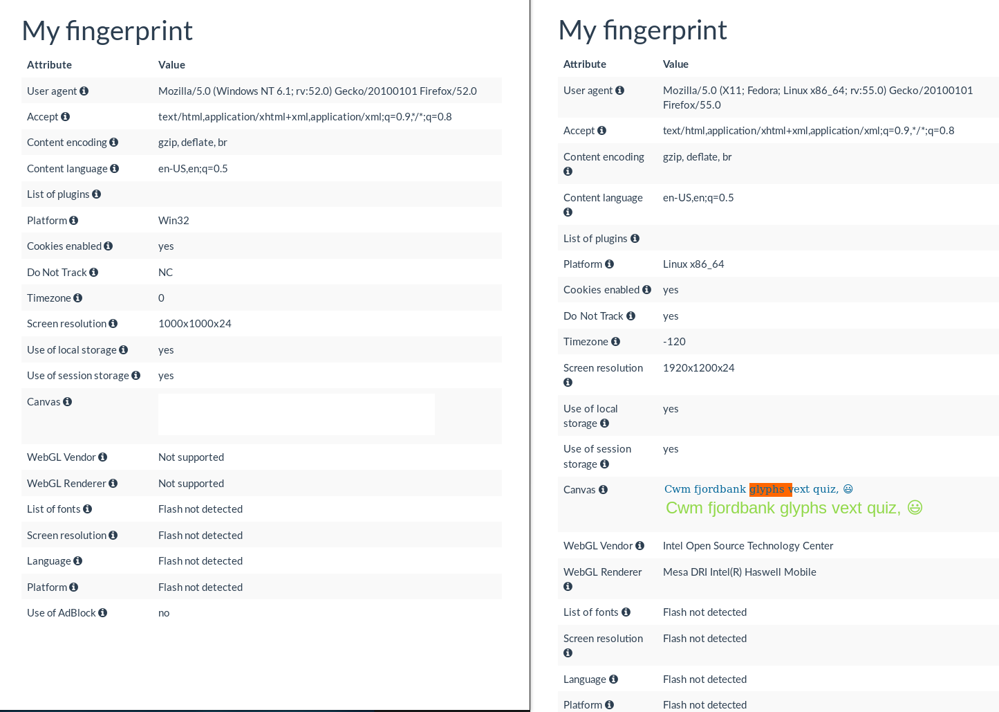 My fingerprint
Attribute Value
User agent Mozilla/5.0 (Windows NT 6.1; rv:52.0) Gecko/20100101 Firefox/52.0
Accept text/html,application/xhtml+xml,application/xml;q=0.9,*/*;q=0.8
Content encoding gzip, deflate, br
Content language en-US,en;q=0.5
List of plugins
Platform Win32
Cookies enabled yes
Do Not Track NC
Timezone 0
Screen resolution 1000x1000x24
Use of local storage yes
Use of session storage yes
Canvas
WebGL Vendor Not supported
WebGL Renderer Not supported
List of fonts Flash not detected
Screen resolution Flash not detected
Language Flash not detected
Platform Flash not detected
Use of AdBlock no
My fingerprint
Attribute Value
User agent Mozilla/5.0 (X11; Fedora; Linux x86_64; rv:55.0) Gecko/20100101
Firefox/55.0
Accept text/html,application/xhtml+xml,application/xml;q=0.9,*/*;q=0.8
Content encoding gzip, deflate, br
Content language en-US,en;q=0.5
List of plugins
Platform Linux x86_64
Cookies enabled yes
Do Not Track yes
Timezone -120
Screen resolution 1920x1200x24
Use of local yes
storage
Use of session yes
storage
Canvas Cwm fjordbank glyphs vext quiz, 😃
Cwm fjordbank glyphs vext quiz, 😃
WebGL Vendor Intel Open Source Technology Center
WebGL Renderer Mesa DRI Intel(R) Haswell Mobile
List of fonts Flash not detected
Screen resolution Flash not detected
Language Flash not detected
Platform Flash not detected